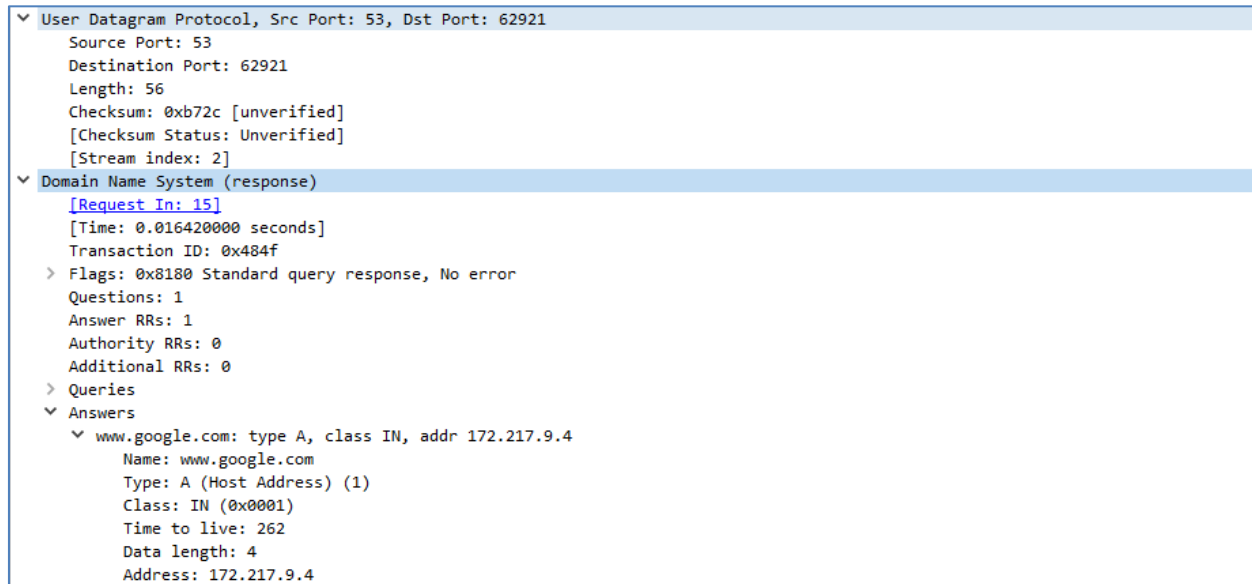 User Datagram Protocol, Src Port: 53, Dst Port: 62921
Source Port: 53
Destination Port: 62921
Length: 56
Checksum: 0xb72c [unverified]
[Checksum Status: Unverified]
[Stream index: 2]
Domain Name System (response)
[Request In: 15]
[Time: 0.016420000 seconds]
Transaction ID: 0x484f
Flags: 0x8180 Standard query response, No error
Questions: 1
Answer RRs: 1
Authority RRs: 0
Additional RRs: 0
Queries
Answers
www.google.com: type A, class IN, addr 172.217.9.4
Name: www.google.com
Type: A (Host Address) (1)
Class: IN (0x0001)
Time to live: 262
Data length: 4
Address: 172.217.9.4